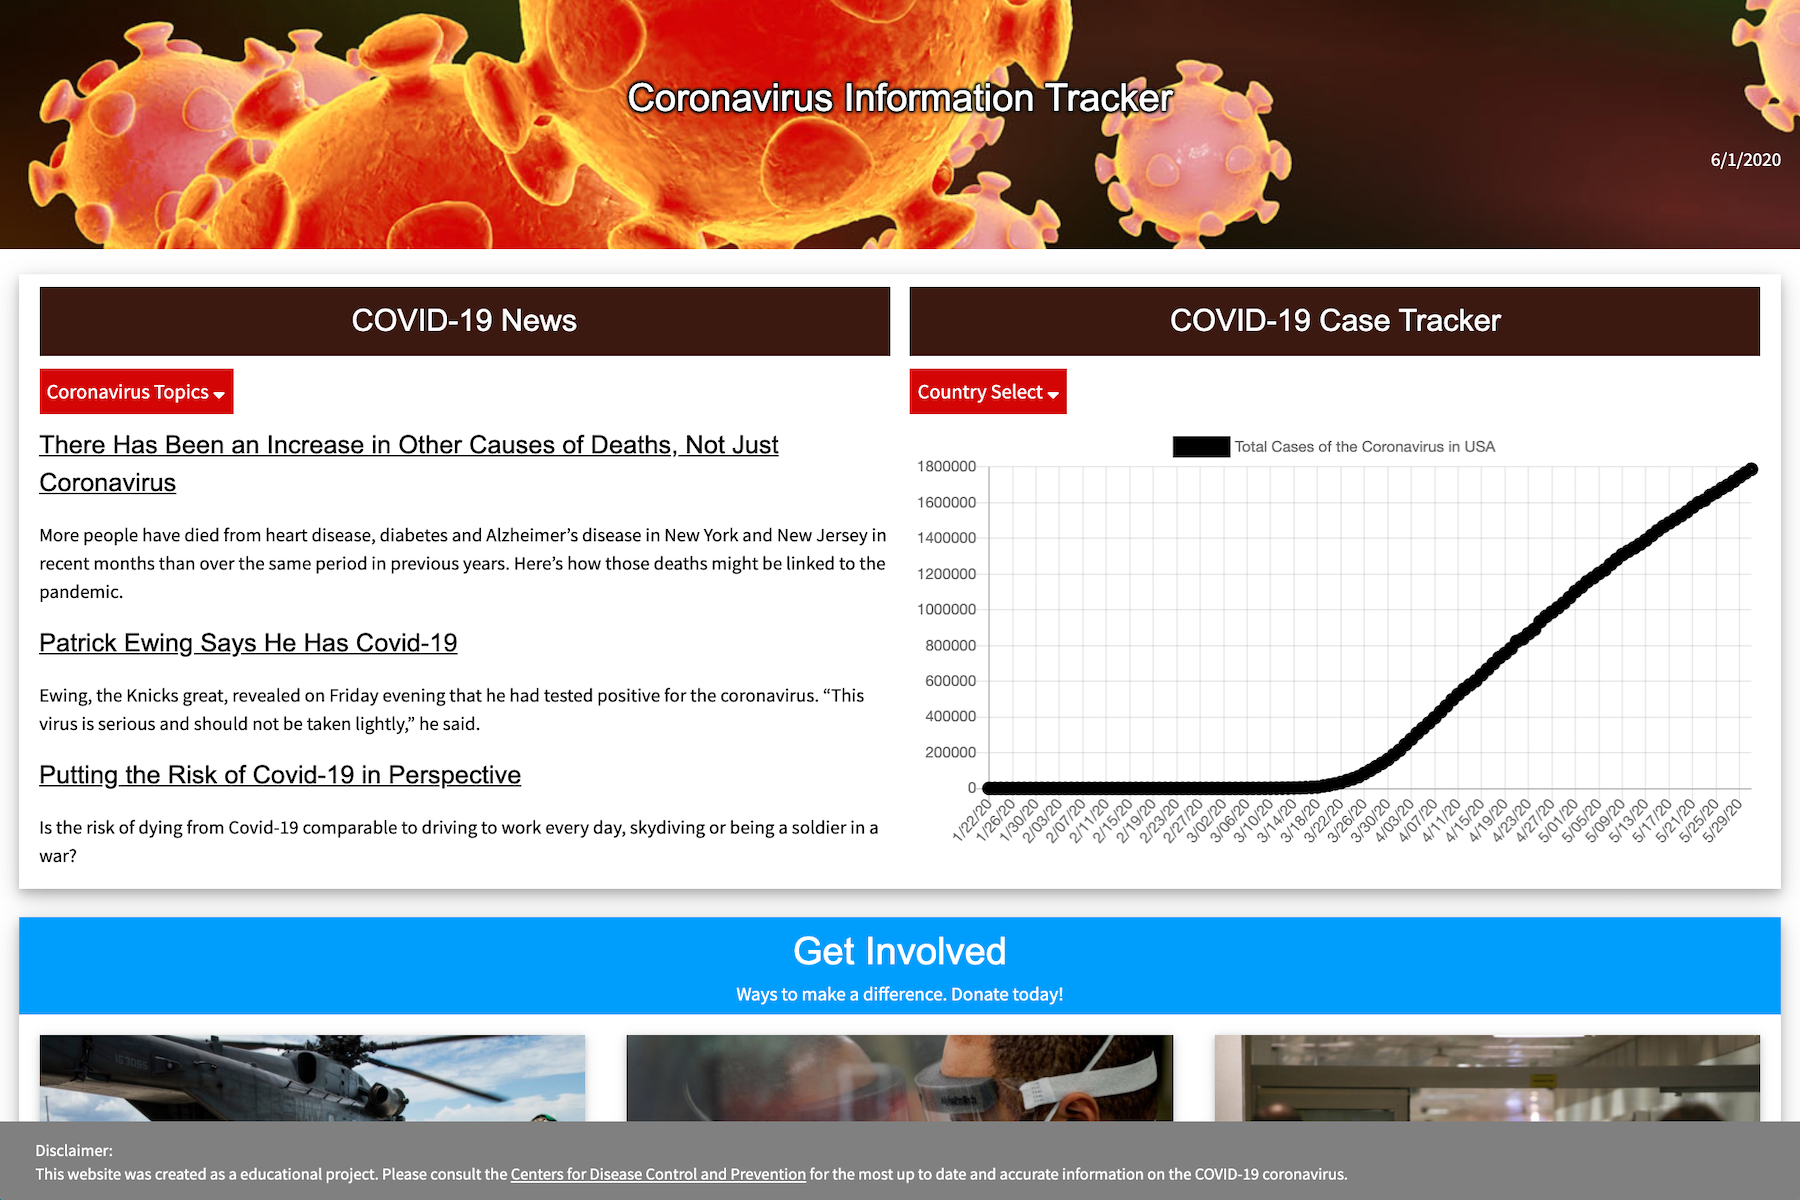 Coronavirus Information Tracker
6/1/2020
COVID-19 News
Coronavirus Topics
There Has Been an Increase in Other Causes of Deaths, Not Just
Coronavirus
More people have died from heart disease, diabetes and Alzheimer’s disease in New York and New Jersey in
recent months than over the same period in previous years. Here’s how those deaths might be linked to the
pandemic.
Patrick Ewing Says He Has Covid-19
Ewing, the Knicks great, revealed on Friday evening that he had tested positive for the coronavirus. “This
virus is serious and should not be taken lightly,” he said.
Putting the Risk of Covid-19 in Perspective
Is the risk of dying from Covid-19 comparable to driving to work every day, skydiving or being a soldier in a
war?
COVID-19 Case Tracker
Country Select
Total Cases of the Coronavirus in USA
1800000
1600000
1400000
1200000
1000000
800000
600000
400000
200000
0
1/22/20
1/26/20
1/30/20
2/03/20
2/07/20
2/11/20
2/15/20
2/19/20
2/23/20
2/27/20
3/02/20
3/06/20
3/10/20
3/14/20
3/18/20
3/22/20
3/26/20
3/30/20
4/03/20
4/07/20
4/11/20
4/15/20
4/19/20
4/23/20
4/27/20
5/01/20
5/05/20
5/09/20
5/13/20
5/17/20
5/21/20
5/25/20
5/29/20
Get Involved
Ways to make a difference. Donate today!
Disclaimer:
This website was created as a educational project. Please consult the Centers for Disease Control and Prevention for the most up to date and accurate information on the COVID-19 coronavirus.